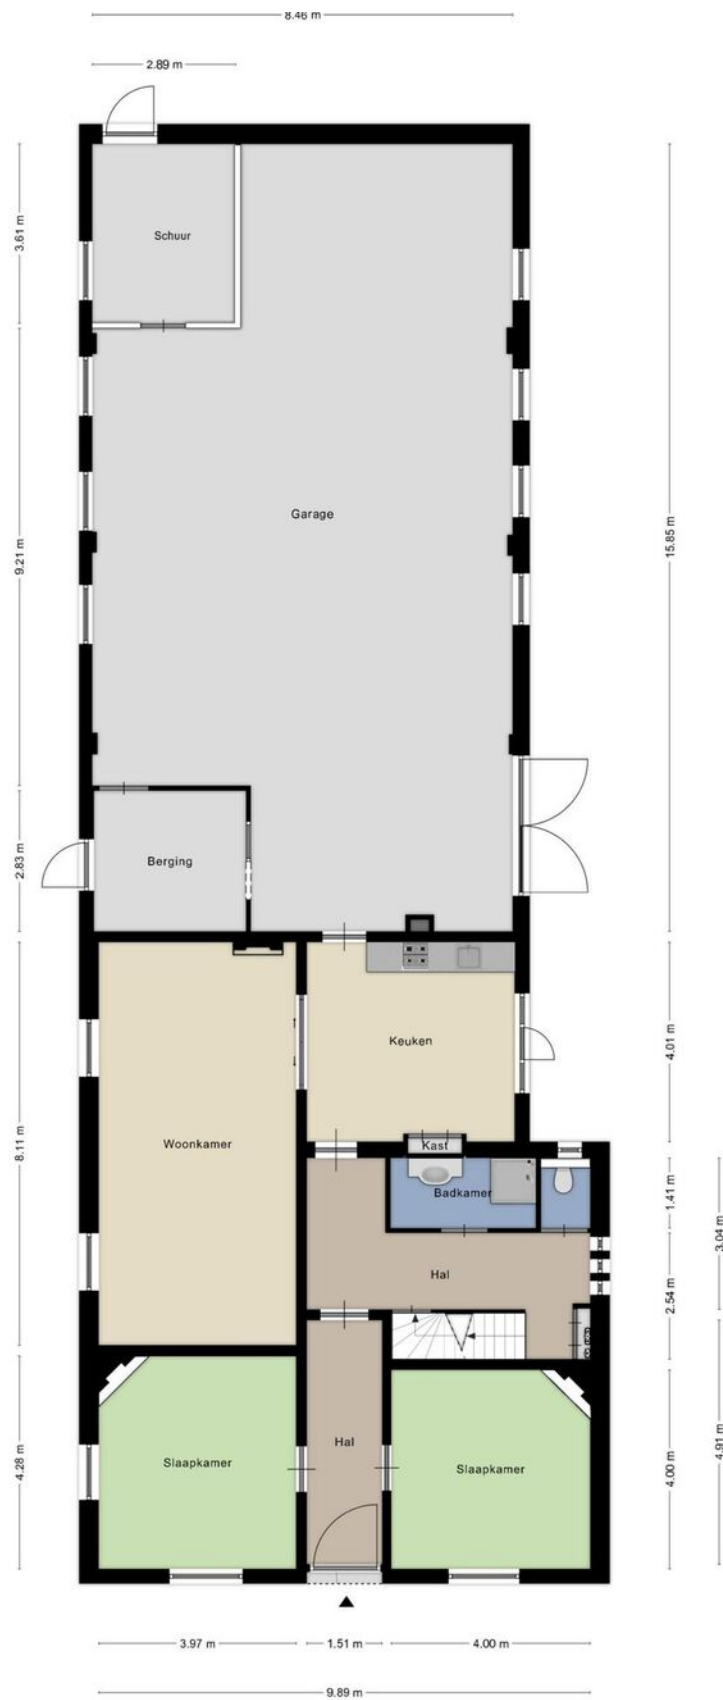 8.46 m
2.89 m
3.61 m
Schuur
9.21 m
Garage
15.85 m
2.83 m
Berging
8.11 m
Keuken
4.01 m
Woonkamer
Kast
Badkamer
1.41 m
3.04 m
Hal
2.54 m
4.28 m
Slaapkamer
Hal
Slaapkamer
4.00 m
4.91 m
3.97 m
1.51 m
4.00 m
9.89 m